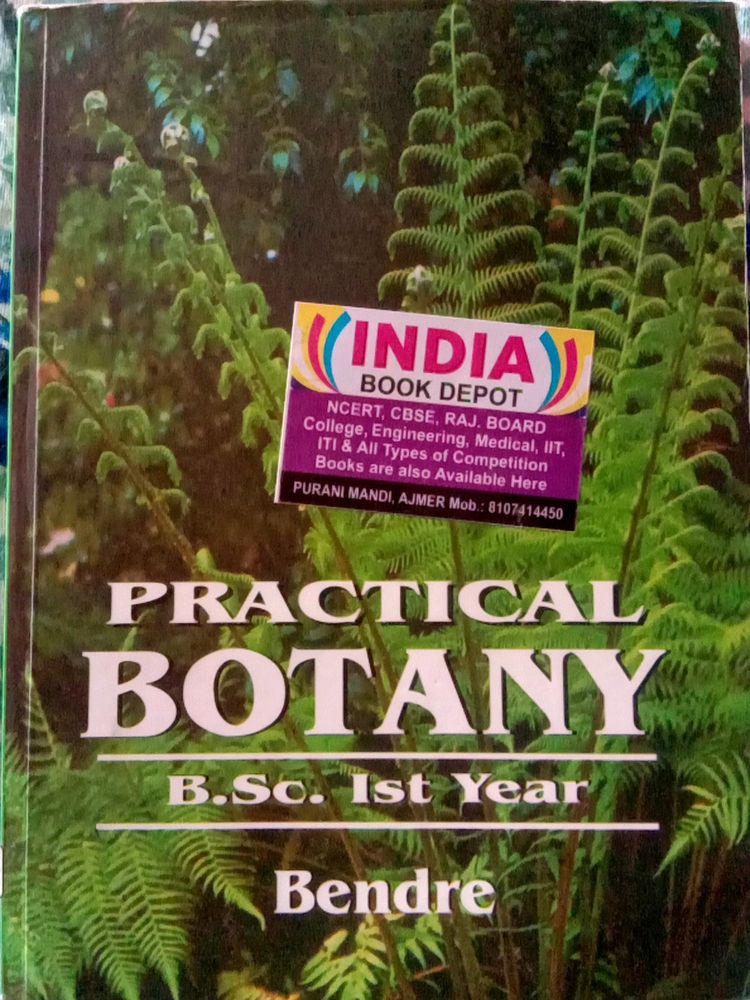 INDIA
BOOK DEPOT
NCERT, CBSE, RAJ. BOARD
College, Engineering, Medical, IIT,
ITI & All Types of Competition
Books are also Available Here
PURANI MANDI, AJMER Mob.: 8107414450
PRACTICAL
BOTANY
B.Sc. Ist Year
Bendre